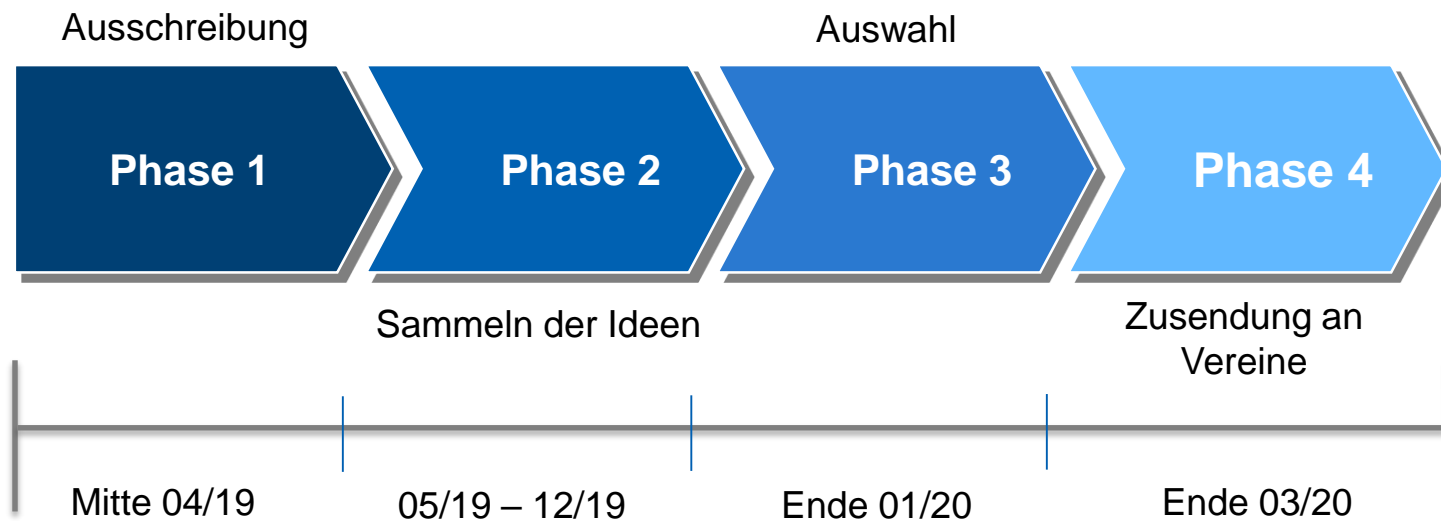 Ausschreibung
Auswahl
Phase 1
Phase 2
Phase 3
Phase 4
Sammeln der Ideen
Zusendung an
Vereine
Mitte 04/19
05/19 – 12/19
Ende 01/20
Ende 03/20